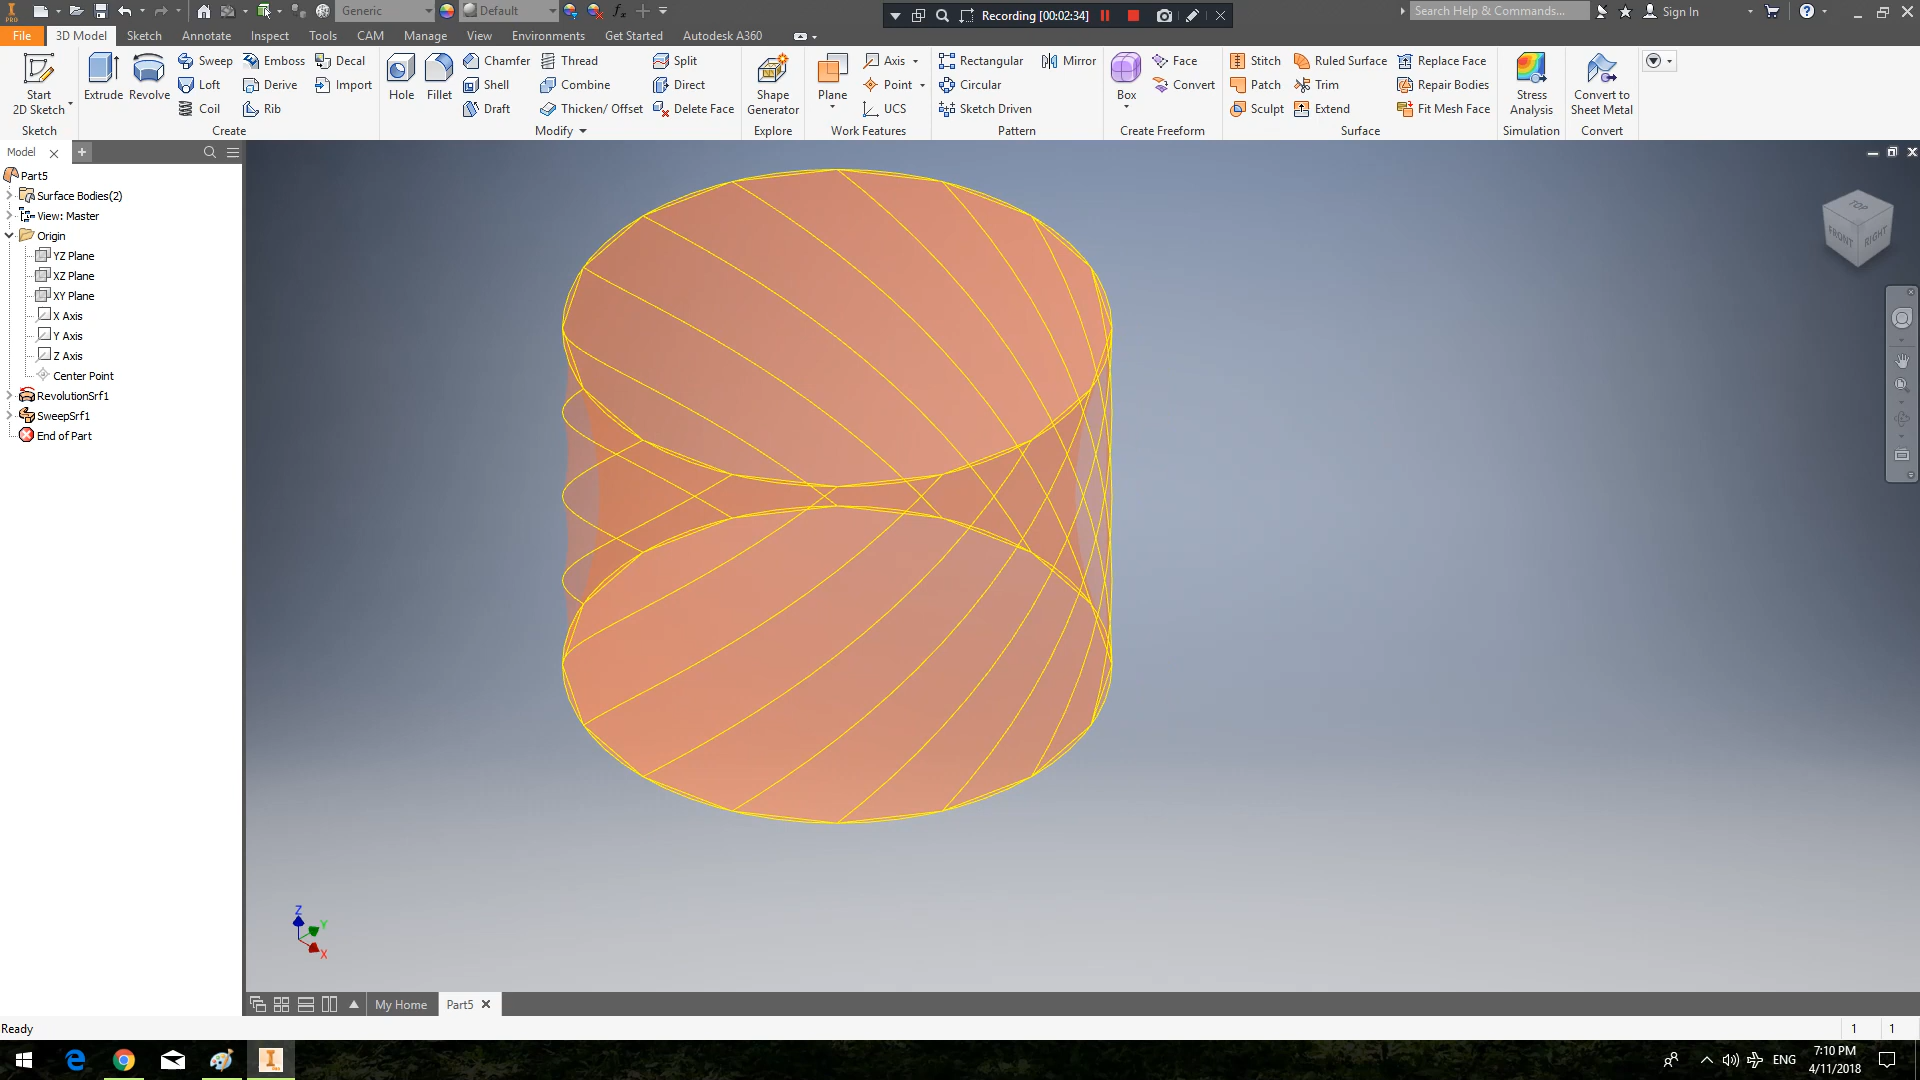 Generic
Default
Recording [00:02:34]
Search Help & Commands...
Sign In
File
3D Model
Sketch
Annotate
Inspect
Tools
CAM
Manage
View
Environments
Get Started
Autodesk A360
Start
2D Sketch
Sketch
Extrude
Revolve
Sweep
Loft
Coil
Emboss
Derive
Rib
Decal
Import
Create
Hole
Fillet
Chamfer
Shell
Draft
Thread
Combine
Thicken/ Offset
Split
Direct
Delete Face
Modify
Shape
Generator
Explore
Plane
Axis
Point
UCS
Work Features
Rectangular
Circular
Sketch Driven
Mirror
Pattern
Box
Face
Convert
Create Freeform
Stitch
Patch
Sculpt
Ruled Surface
Trim
Extend
Replace Face
Repair Bodies
Fit Mesh Face
Surface
Stress
Analysis
Simulation
Convert to
Sheet Metal
Convert
Model
Part5
Surface Bodies(2)
View: Master
Origin
YZ Plane
XZ Plane
XY Plane
X Axis
Y Axis
Z Axis
Center Point
RevolutionSrf1
SweepSrf1
End of Part
TOP
FRONT
RIGHT
Z
Y
X
My Home
Part5
Ready
1
1
ENG
7:10 PM
4/11/2018